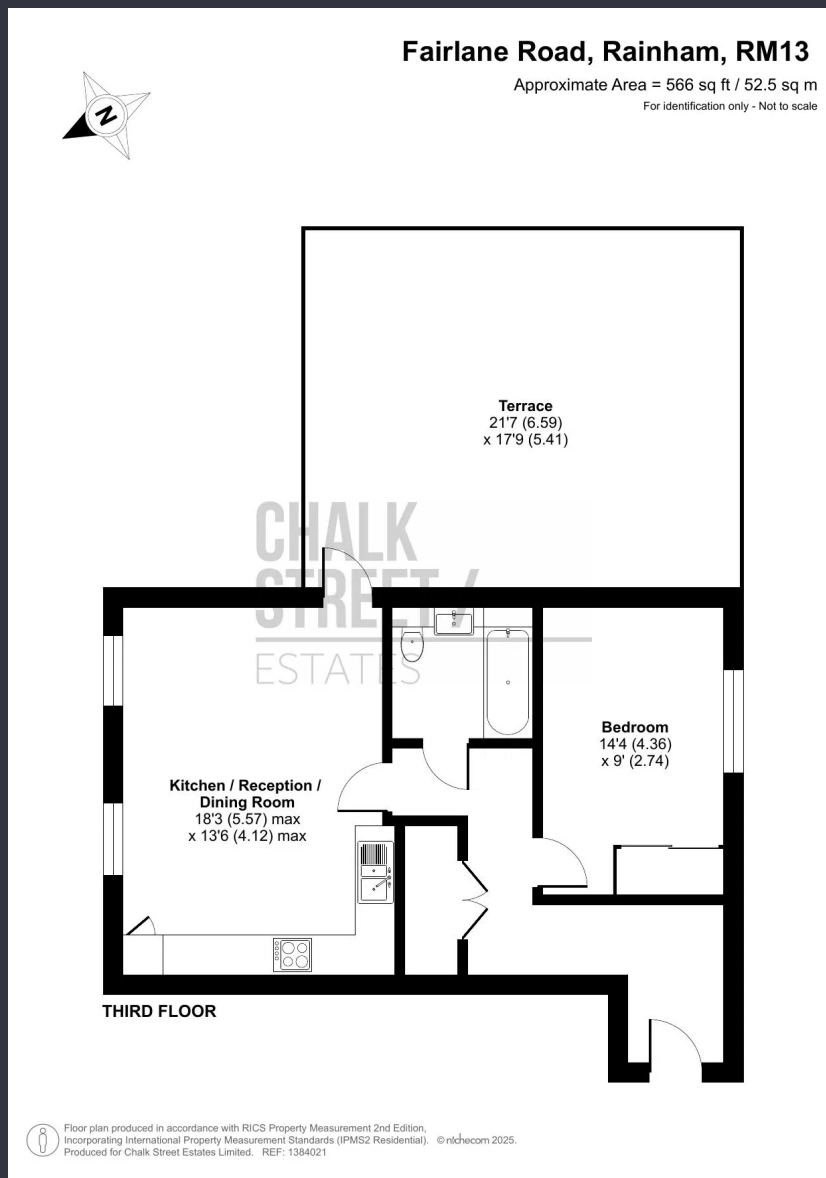 Fairlane Road, Rainham, RM13
Approximate Area = 566 sq ft / 52.5 sq m
For identification only - Not to scale
N
Terrace
21'7 (6.59)
x 17'9 (5.41)
CHALK
STREET /
ESTATES
Bedroom
14'4 (4.36)
x 9' (2.74)
Kitchen / Reception /
Dining Room
18'3 (5.57) max
x 13'6 (4.12) max
THIRD FLOOR
Floor plan produced in accordance with RICS Property Measurement 2nd Edition,
Incorporating International Property Measurement Standards (IPMS2 Residential). ©nichecom 2025.
Produced for Chalk Street Estates Limited. REF: 1384021